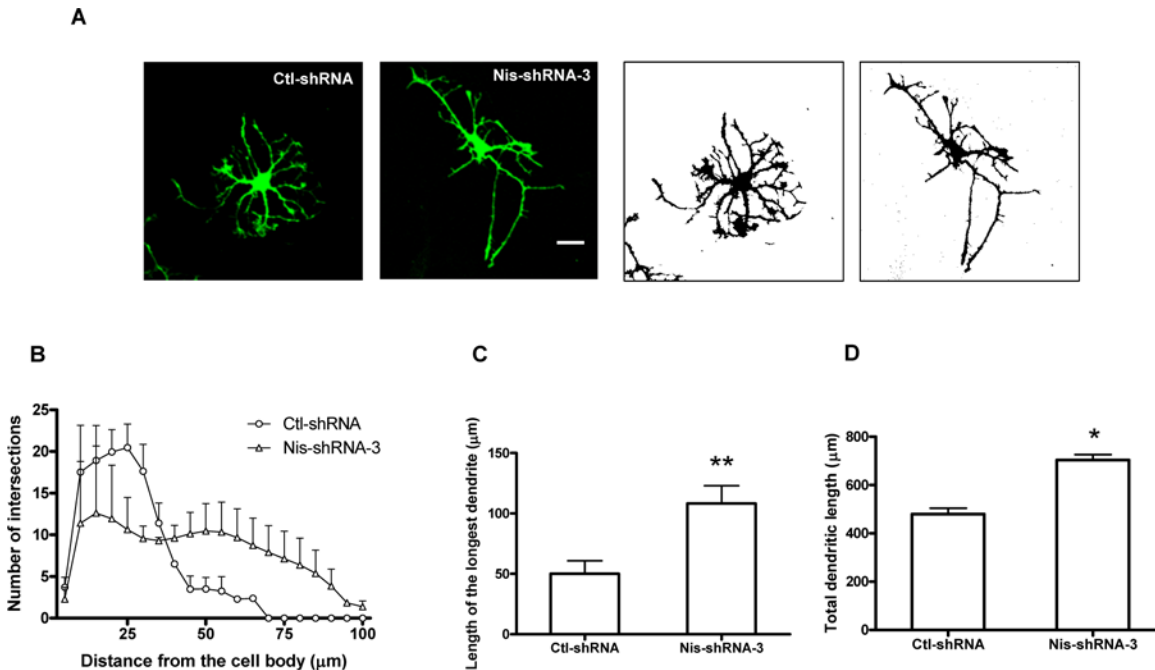 A
Ctl-shRNA
Nis-shRNA-3
B
Number of intersections
25
20
15
10
5
0
25
50
75
100
Distance from the cell body (μm)
Ctl-shRNA
Nis-shRNA-3
C
Length of the longest dendrite (μm)
150
100
50
0
**
Ctl-shRNA
Nis-shRNA-3
D
Total dendritic length (μm)
800
600
400
200
0
*
Ctl-shRNA
Nis-shRNA-3